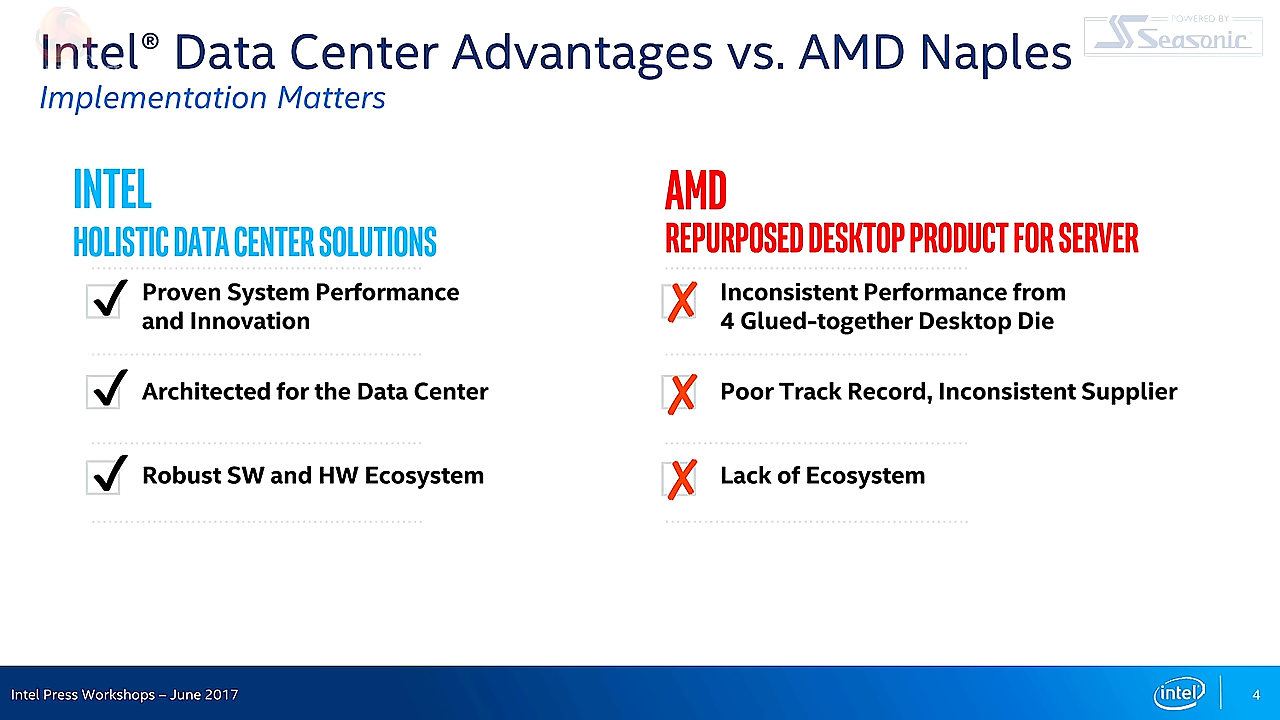 Intel® Data Center Advantages vs. AMD Naples
Implementation Matters
POWERED BY
Seasonic
INTEL
HOLISTIC DATA CENTER SOLUTIONS
Proven System Performance
and Innovation
Architected for the Data Center
Robust SW and HW Ecosystem
AMD
REPURPOSED DESKTOP PRODUCT FOR SERVER
Inconsistent Performance from
4 Glued-together Desktop Die
Poor Track Record, Inconsistent Supplier
Lack of Ecosystem
Intel Press Workshops – June 2017
intel
4